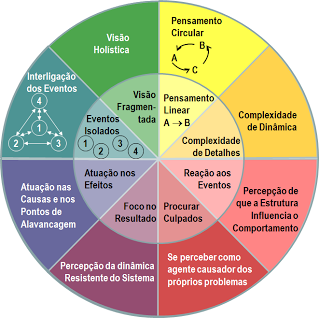 Pensamento
Circular
A
B
C
Complexidade
de Dinâmica
Percepção de
que a Estrutura
Influencia o
Comportamento
Se perceber como
agente causador dos
próprios problemas
Percepção da dinâmica
Resistente do Sistema
Atuação nas
Causas e nos
Pontos de
Alavancagem
Interligação
dos Eventos
4
1
2
3
Visão
Holística
Pensamento
Linear
A → B
Complexidade
de Detalhes
Reação aos
Eventos
Procurar
Culpados
Foco no
Resultado
Atuação nos
Efeitos
Eventos
Isolados
1
2
3
4
Visão
Fragmen-
tada